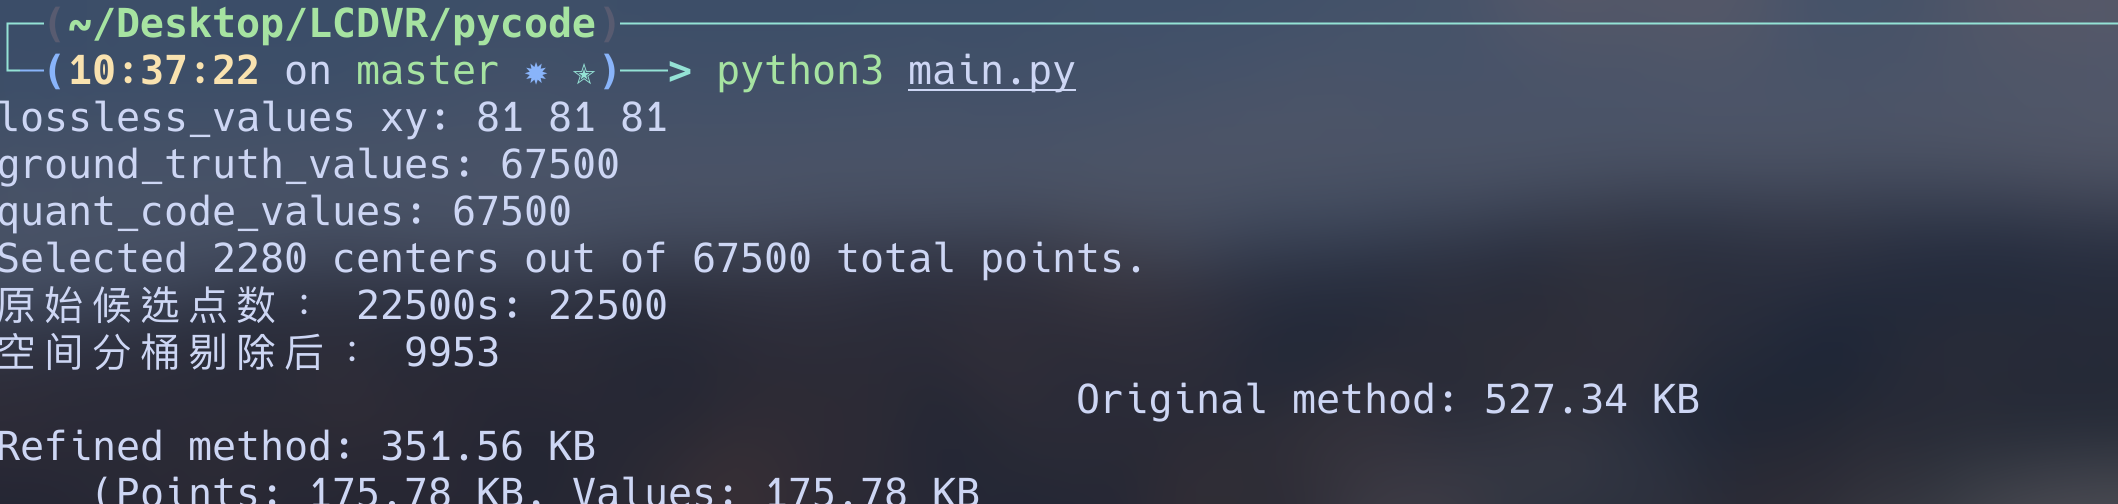 (~/Desktop/LCDVR/pycode)
(10:37:22 on master ✹ ✭)──> python3 main.py
lossless_values xy: 81 81 81
ground_truth_values: 67500
quant_code_values: 67500
Selected 2280 centers out of 67500 total points.
原始候选点数： 22500s: 22500
空间分桶剔除后： 9953
Original method: 527.34 KB
Refined method: 351.56 KB
(Points: 175.78 KB, Values: 175.78 KB